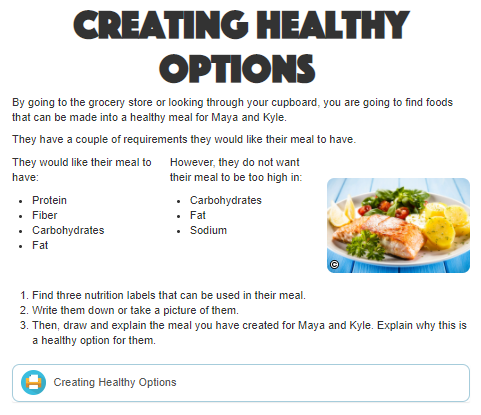 CREATING HEALTHY
OPTIONS
By going to the grocery store or looking through your cupboard, you are going to find foods
that can be made into a healthy meal for Maya and Kyle.
They have a couple of requirements they would like their meal to have.
They would like their meal to
have:
• Protein
• Fiber
• Carbohydrates
• Fat
However, they do not want
their meal to be too high in:
• Carbohydrates
• Fat
• Sodium
©
1. Find three nutrition labels that can be used in their meal.
2. Write them down or take a picture of them.
3. Then, draw and explain the meal you have created for Maya and Kyle. Explain why this is
a healthy option for them.
Creating Healthy Options